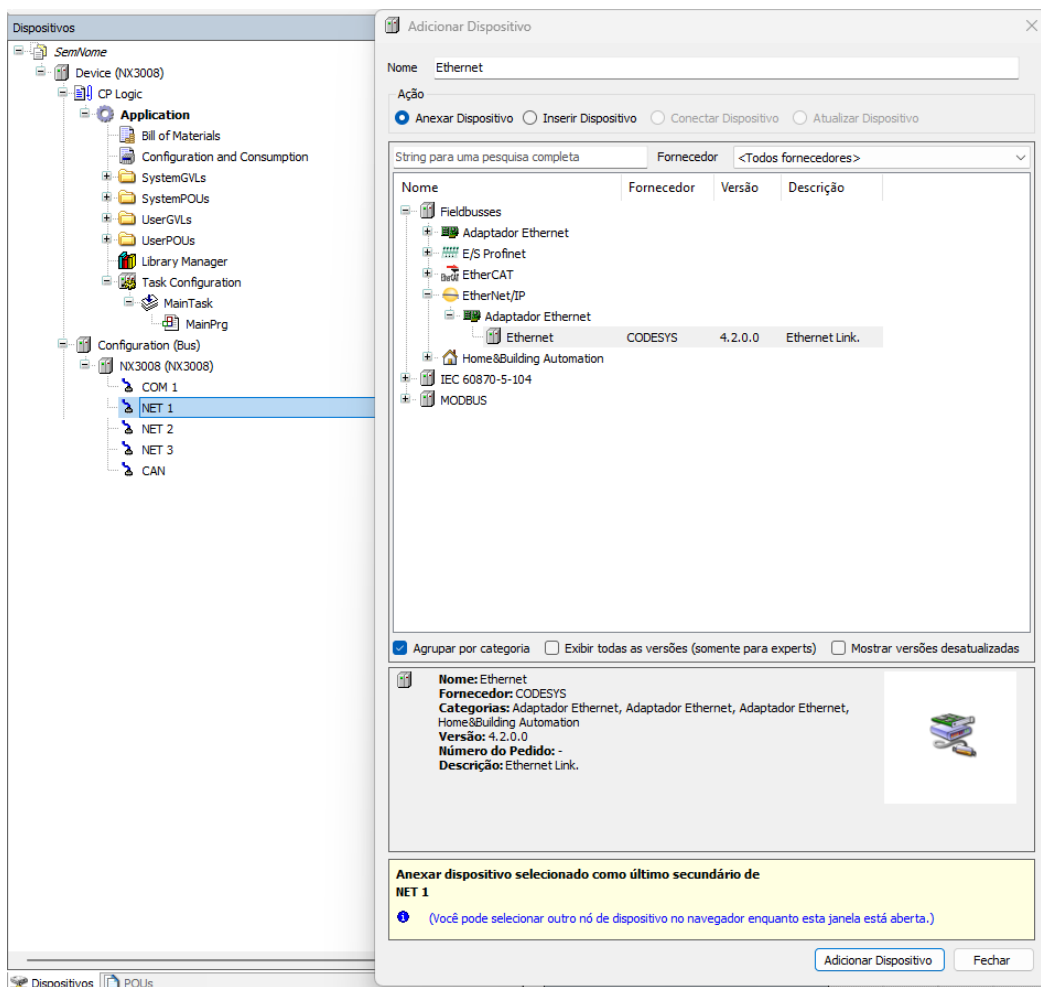 Dispositivos
SemNome
Device (NX3008)
CP Logic
Application
Bill of Materials
Configuration and Consumption
SystemGVLs
SystemPOUs
UserGVLs
UserPOUs
Library Manager
Task Configuration
MainTask
MainPrg
Configuration (Bus)
NX3008 (NX3008)
COM 1
NET 1
NET 2
NET 3
CAN
Dispositivos POUs
Adicionar Dispositivo
Nome Ethernet
Ação
Anexar Dispositivo Inserir Dispositivo Conectar Dispositivo Atualizar Dispositivo
String para uma pesquisa completa Fornecedor <Todos fornecedores>
Nome Fornecedor Versão Descrição
Fieldbusses
Adaptador Ethernet
E/S Profinet
EtherCAT
EtherNet/IP
Adaptador Ethernet
Ethernet CODESYS 4.2.0.0 Ethernet Link.
Home&Building Automation
IEC 60870-5-104
MODBUS
Agrupar por categoria Exibir todas as versões (somente para experts) Mostrar versões desatualizadas
Nome: Ethernet
Fornecedor: CODESYS
Categorias: Adaptador Ethernet, Adaptador Ethernet, Adaptador Ethernet,
Home&Building Automation
Versão: 4.2.0.0
Número do Pedido: -
Descrição: Ethernet Link.
Anexar dispositivo selecionado como último secundário de
NET 1
(Você pode selecionar outro nó de dispositivo no navegador enquanto esta janela está aberta.)
Adicionar Dispositivo Fechar